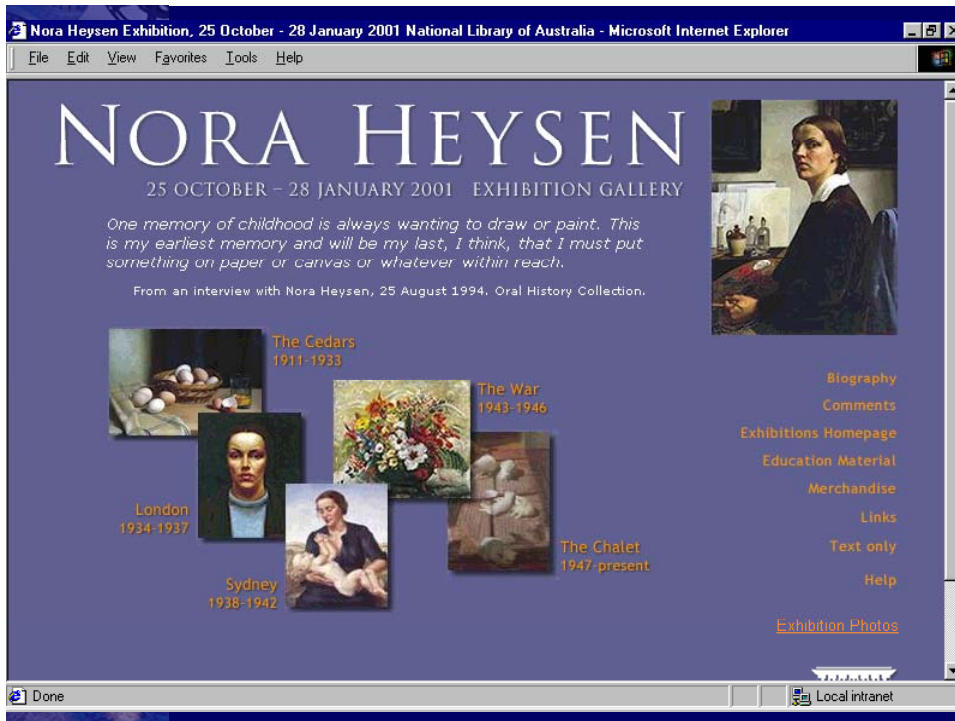 Nora Heysen Exhibition, 25 October - 28 January 2001 National Library of Australia - Microsoft Internet Explorer
File Edit View Favorites Tools Help
NORA HEYSEN
25 OCTOBER – 28 JANUARY 2001 EXHIBITION GALLERY
One memory of childhood is always wanting to draw or paint. This
is my earliest memory and will be my last, I think, that I must put
something on paper or canvas or whatever within reach.
From an interview with Nora Heysen, 25 August 1994. Oral History Collection.
The Cedars
1911-1933
The War
1943-1946
London
1934-1937
The Chalet
1947-present
Sydney
1938-1942
Biography
Comments
Exhibitions Homepage
Education Material
Merchandise
Links
Text only
Help
Exhibition Photos
Done
Local intranet